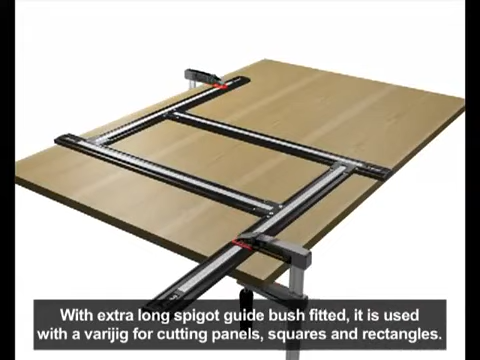 With extra long spigot guide bush fitted, it is used
with a varijig for cutting panels, squares and rectangles.